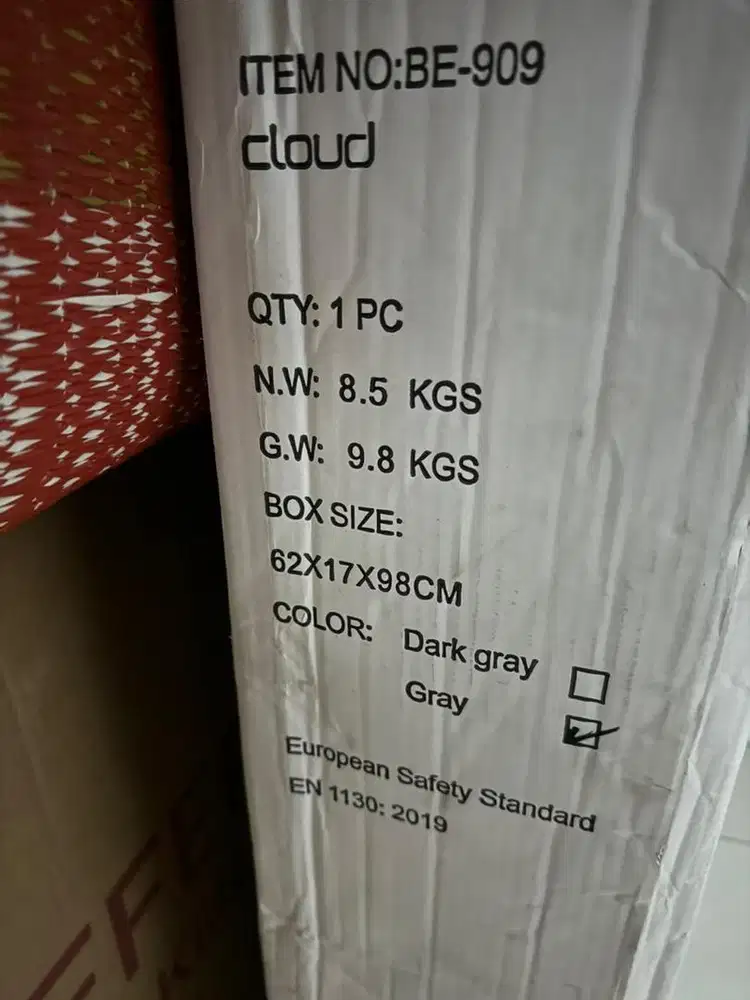 ITEM NO:BE-909
cloud
QTY: 1 PC
N.W: 8.5 KGS
G.W: 9.8 KGS
BOX SIZE:
62X17X98CM
COLOR: Dark gray
Gray
European Safety Standard
EN 1130: 2019